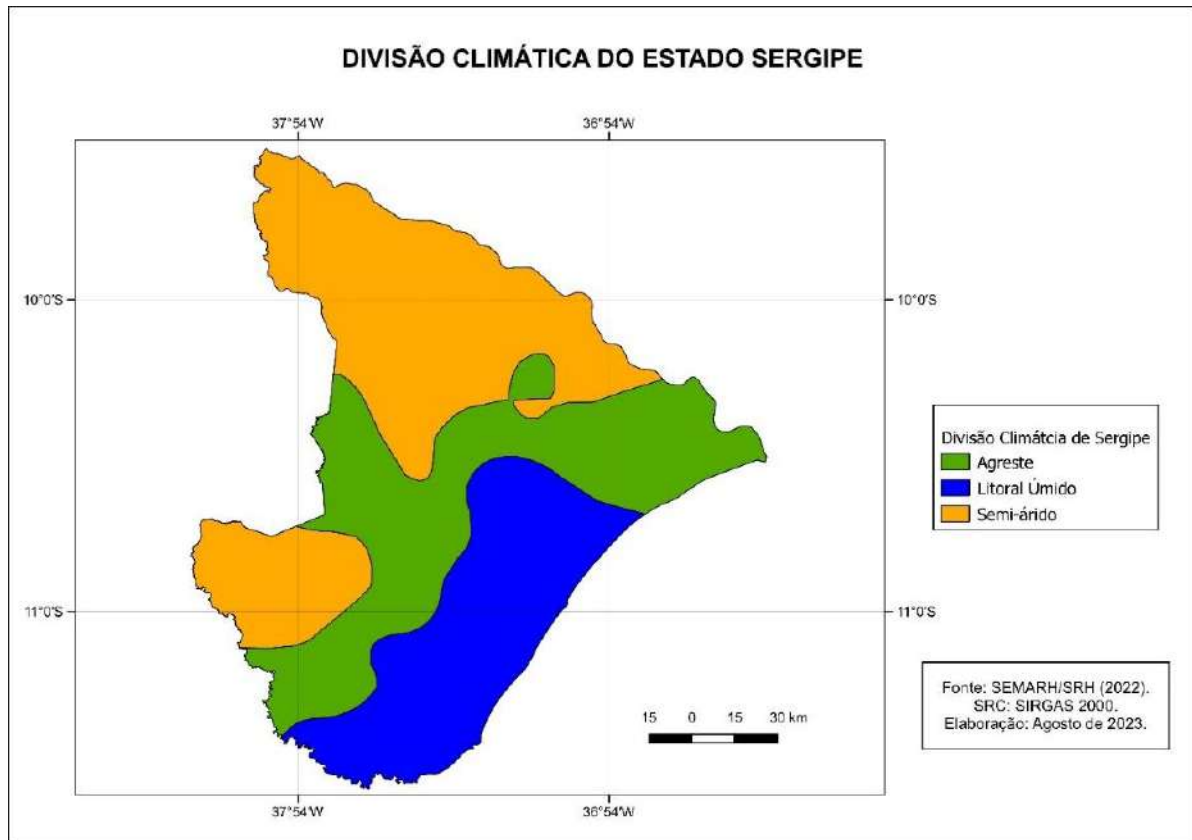 DIVISÃO CLIMÁTICA DO ESTADO SERGIPE
37°54'W 36°54'W
10°0'S 10°0'S
Divisão Climátcia de Sergipe
Agreste
Litoral Úmido
Semi-árido
11°0'S 11°0'S
Fonte: SEMARH/SRH (2022).
SRC: SIRGAS 2000.
Elaboração: Agosto de 2023.
15 0 15 30 km
37°54'W 36°54'W